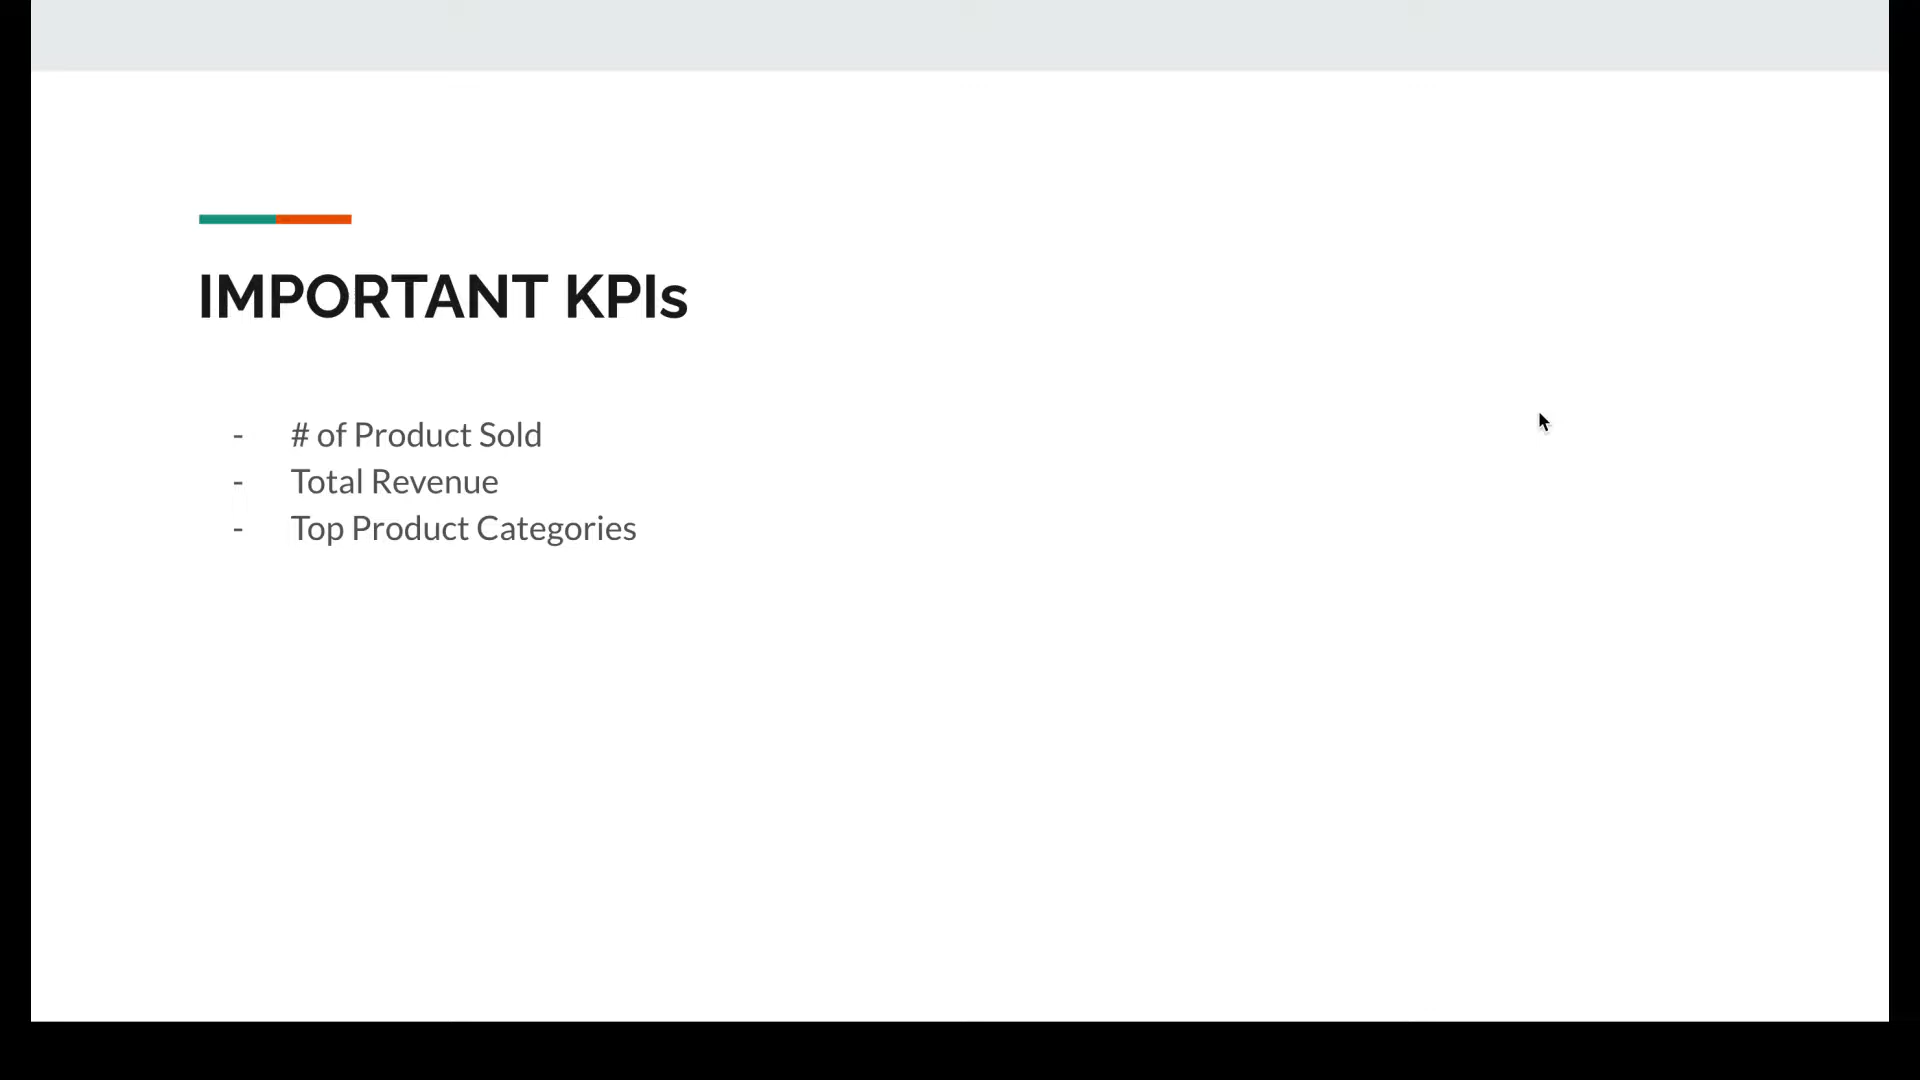 IMPORTANT KPIs
- # of Product Sold
- Total Revenue
- Top Product Categories